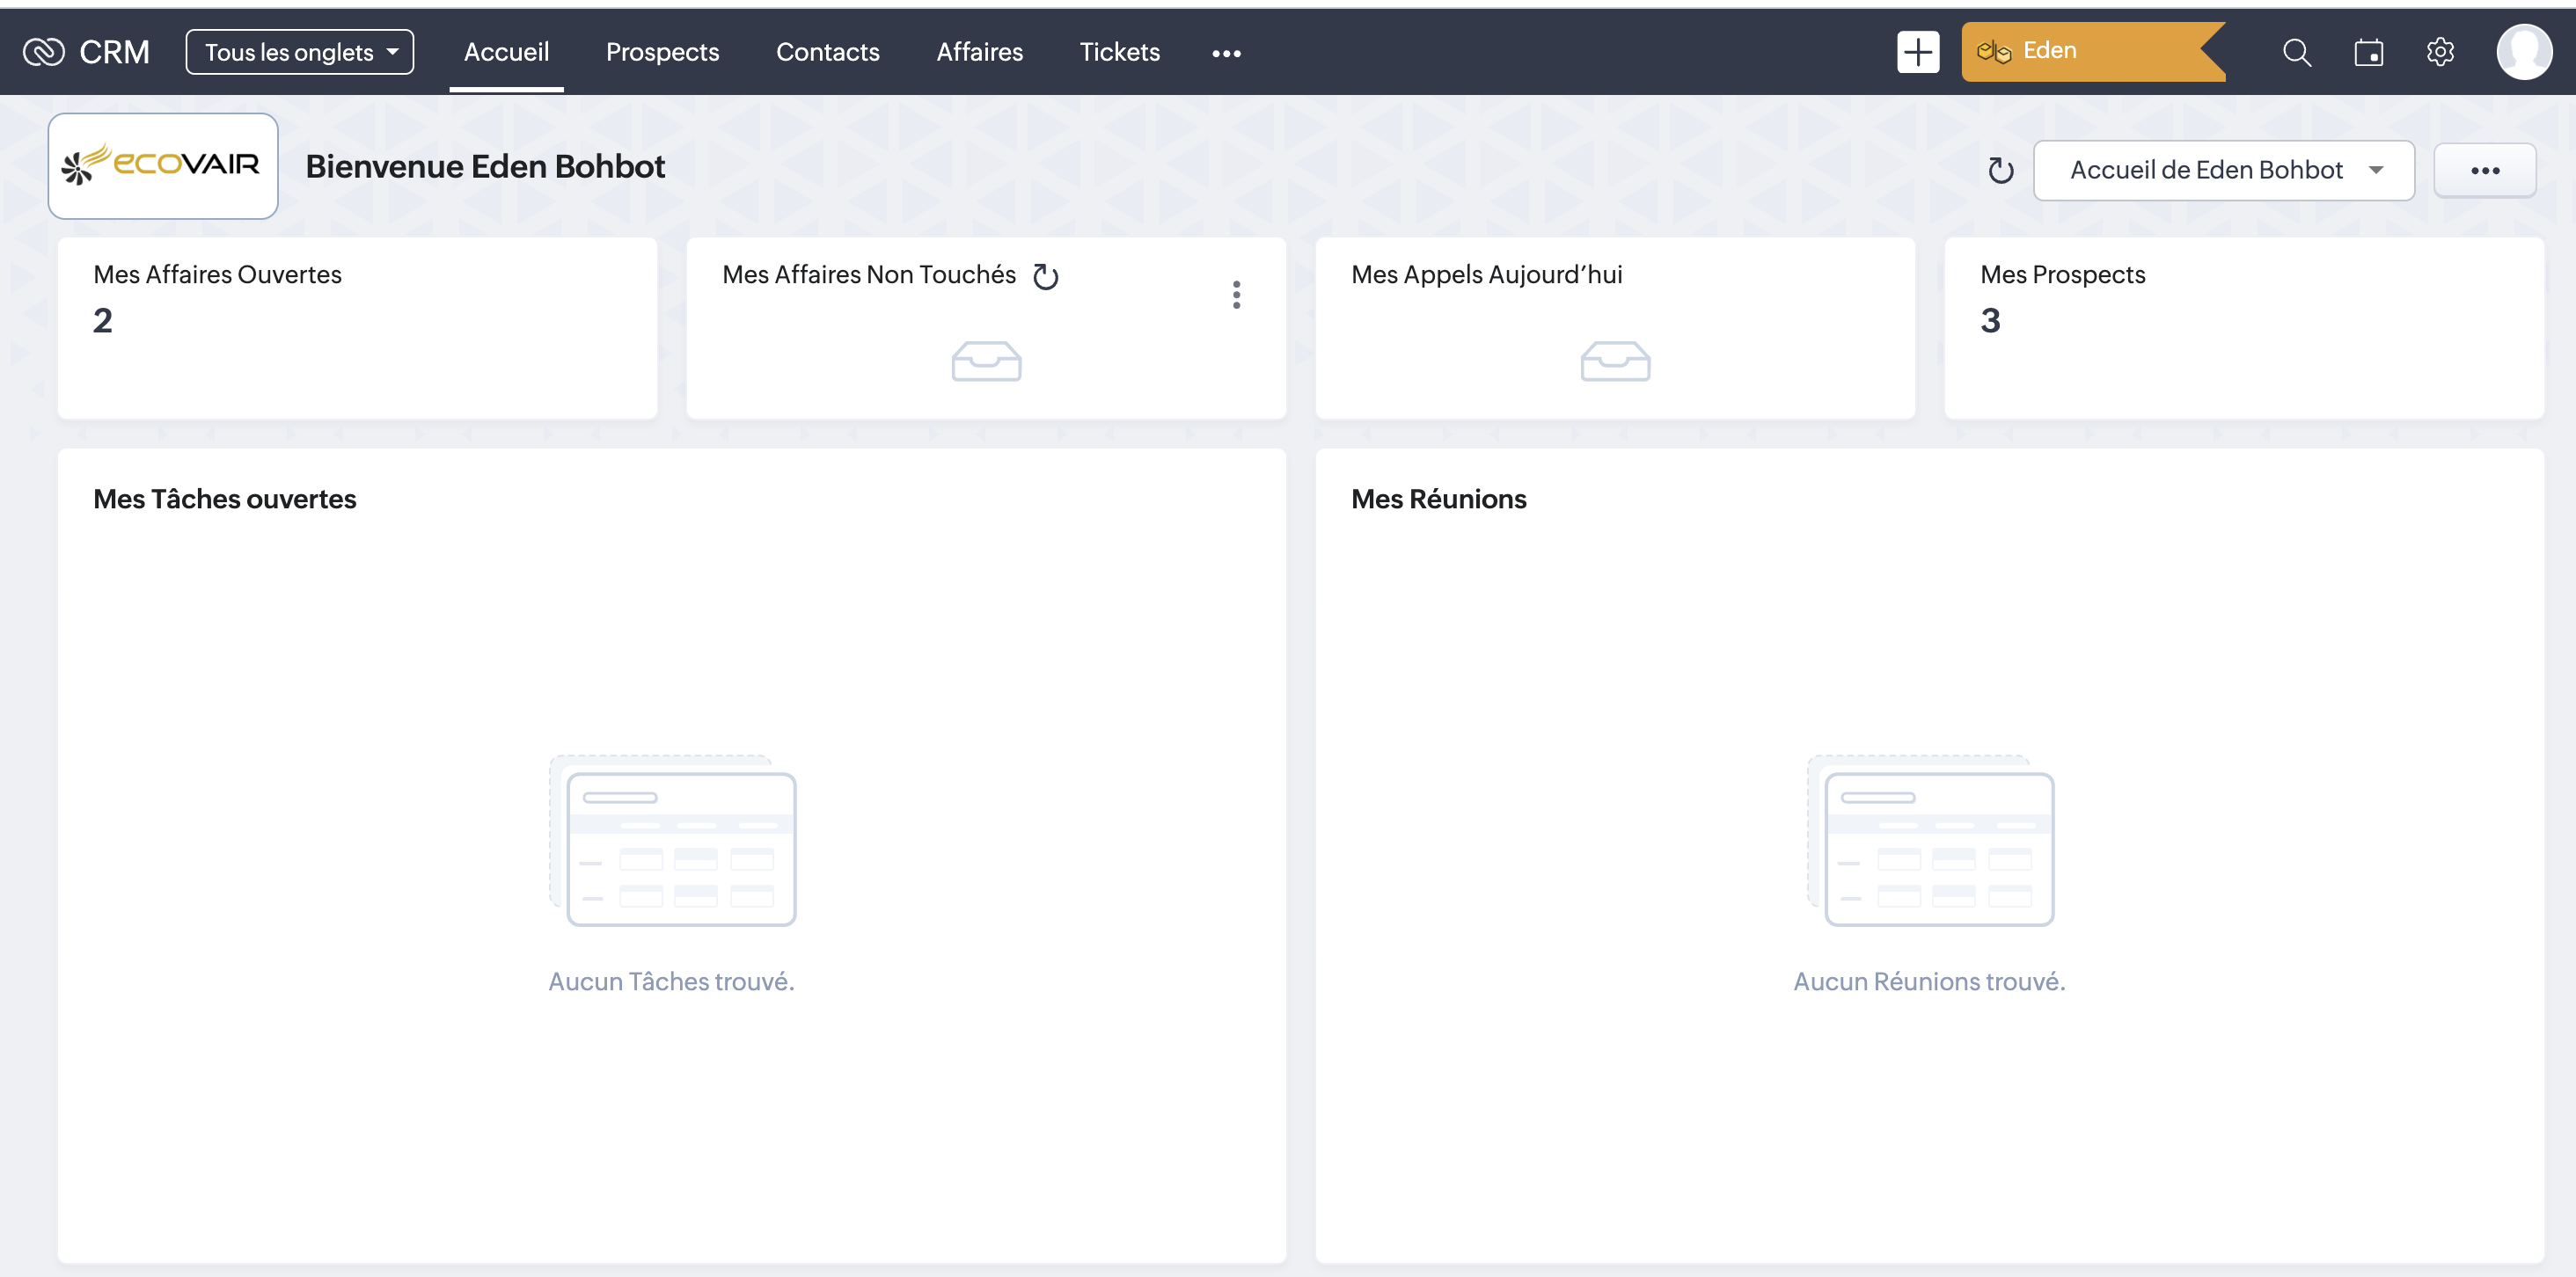 CRM
Tous les onglets
Accueil
Prospects
Contacts
Affaires
Tickets
Eden
ecoVAIR
Bienvenue Eden Bohbot
Accueil de Eden Bohbot
Mes Affaires Ouvertes
2
Mes Affaires Non Touchés
Mes Appels Aujourd’hui
Mes Prospects
3
Mes Tâches ouvertes
Mes Réunions
Aucun Tâches trouvé.
Aucun Réunions trouvé.